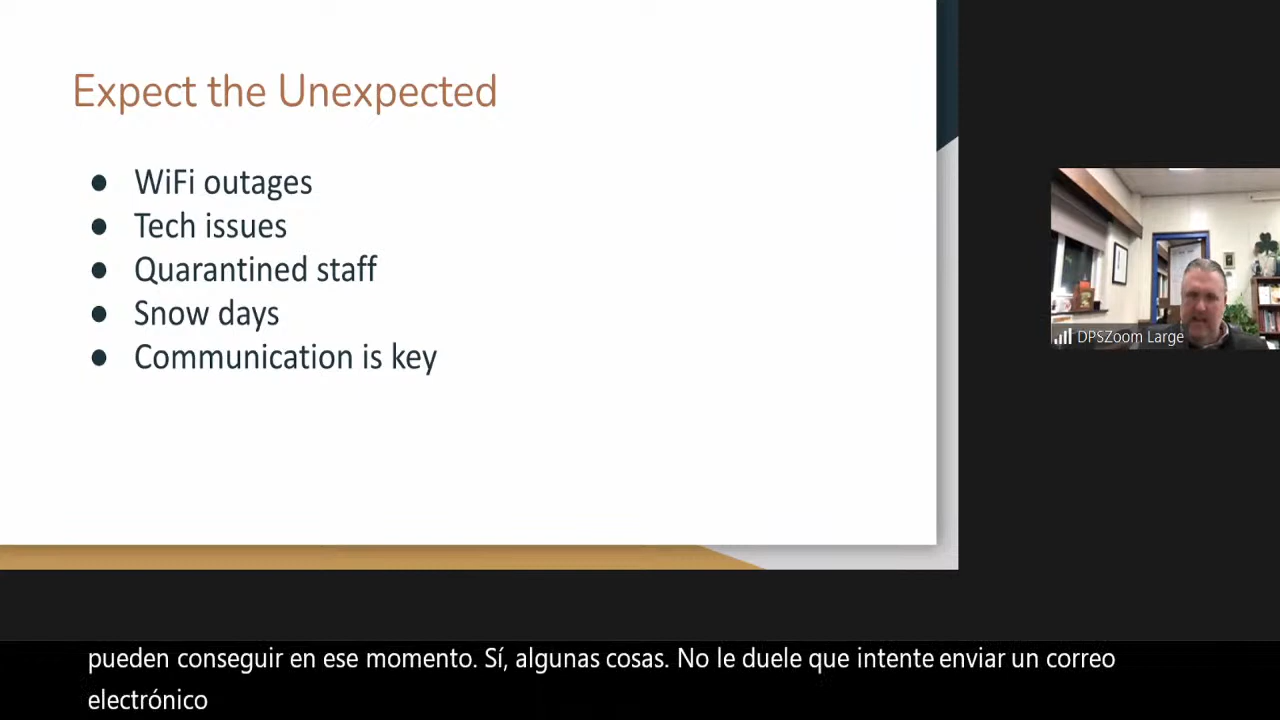 Expect the Unexpected
● WiFi outages
● Tech issues
● Quarantined staff
● Snow days
● Communication is key
DPSZoom Large
pueden conseguir en ese momento. Sí, algunas cosas. No le duele que intente enviar un correo
electrónico